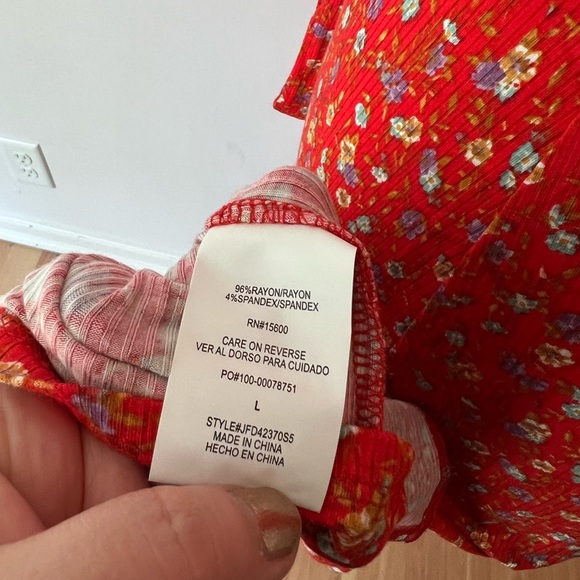 96%RAYON/RAYON
4%SPANDEX/SPANDEX
RN#15600
CARE ON REVERSE
VER AL DORSO PARA CUIDADO
PO#100-00078751
L
STYLE#JFD42370S5
MADE IN CHINA
HECHO EN CHINA